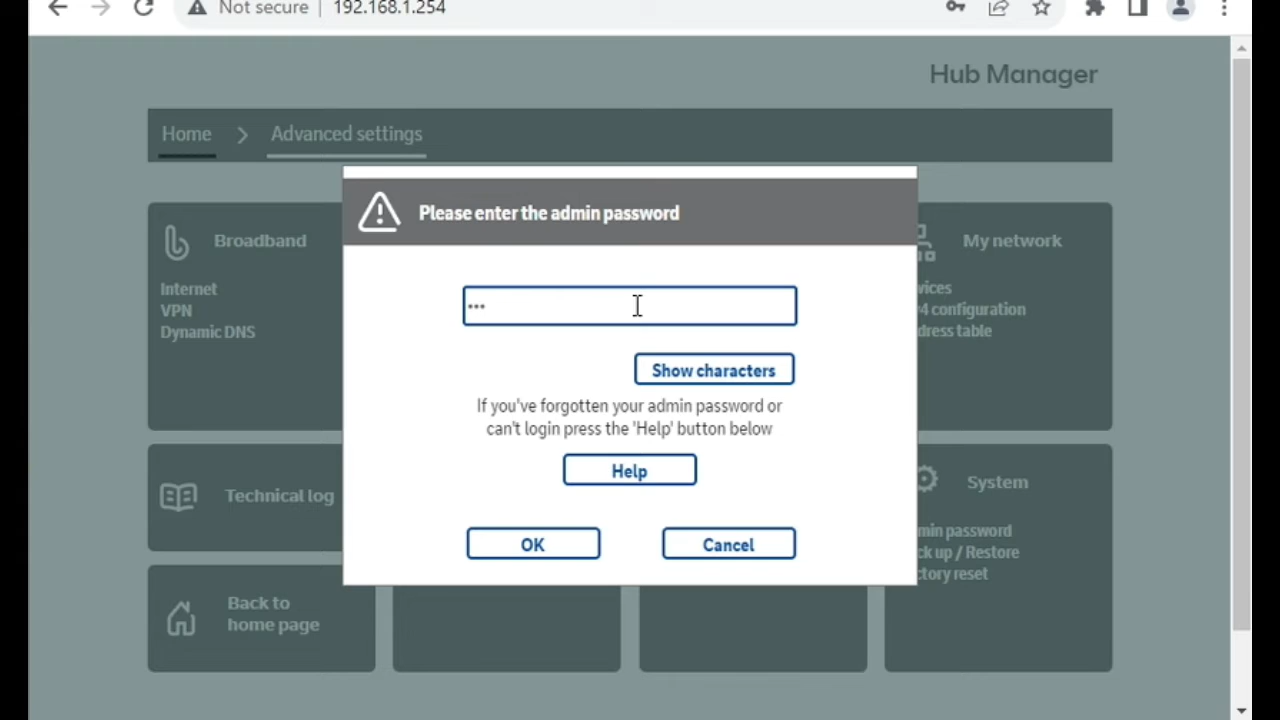 Not secure
192.168.1.254
Hub Manager
Home
Advanced settings
Please enter the admin password
Broadband
Internet
VPN
Dynamic DNS
My network
vices
4 configuration
dress table
•••
Show characters
If you've forgotten your admin password or
can't login press the 'Help' button below
Help
OK
Cancel
Technical log
System
min password
ck up / Restore
ctory reset
Back to
home page